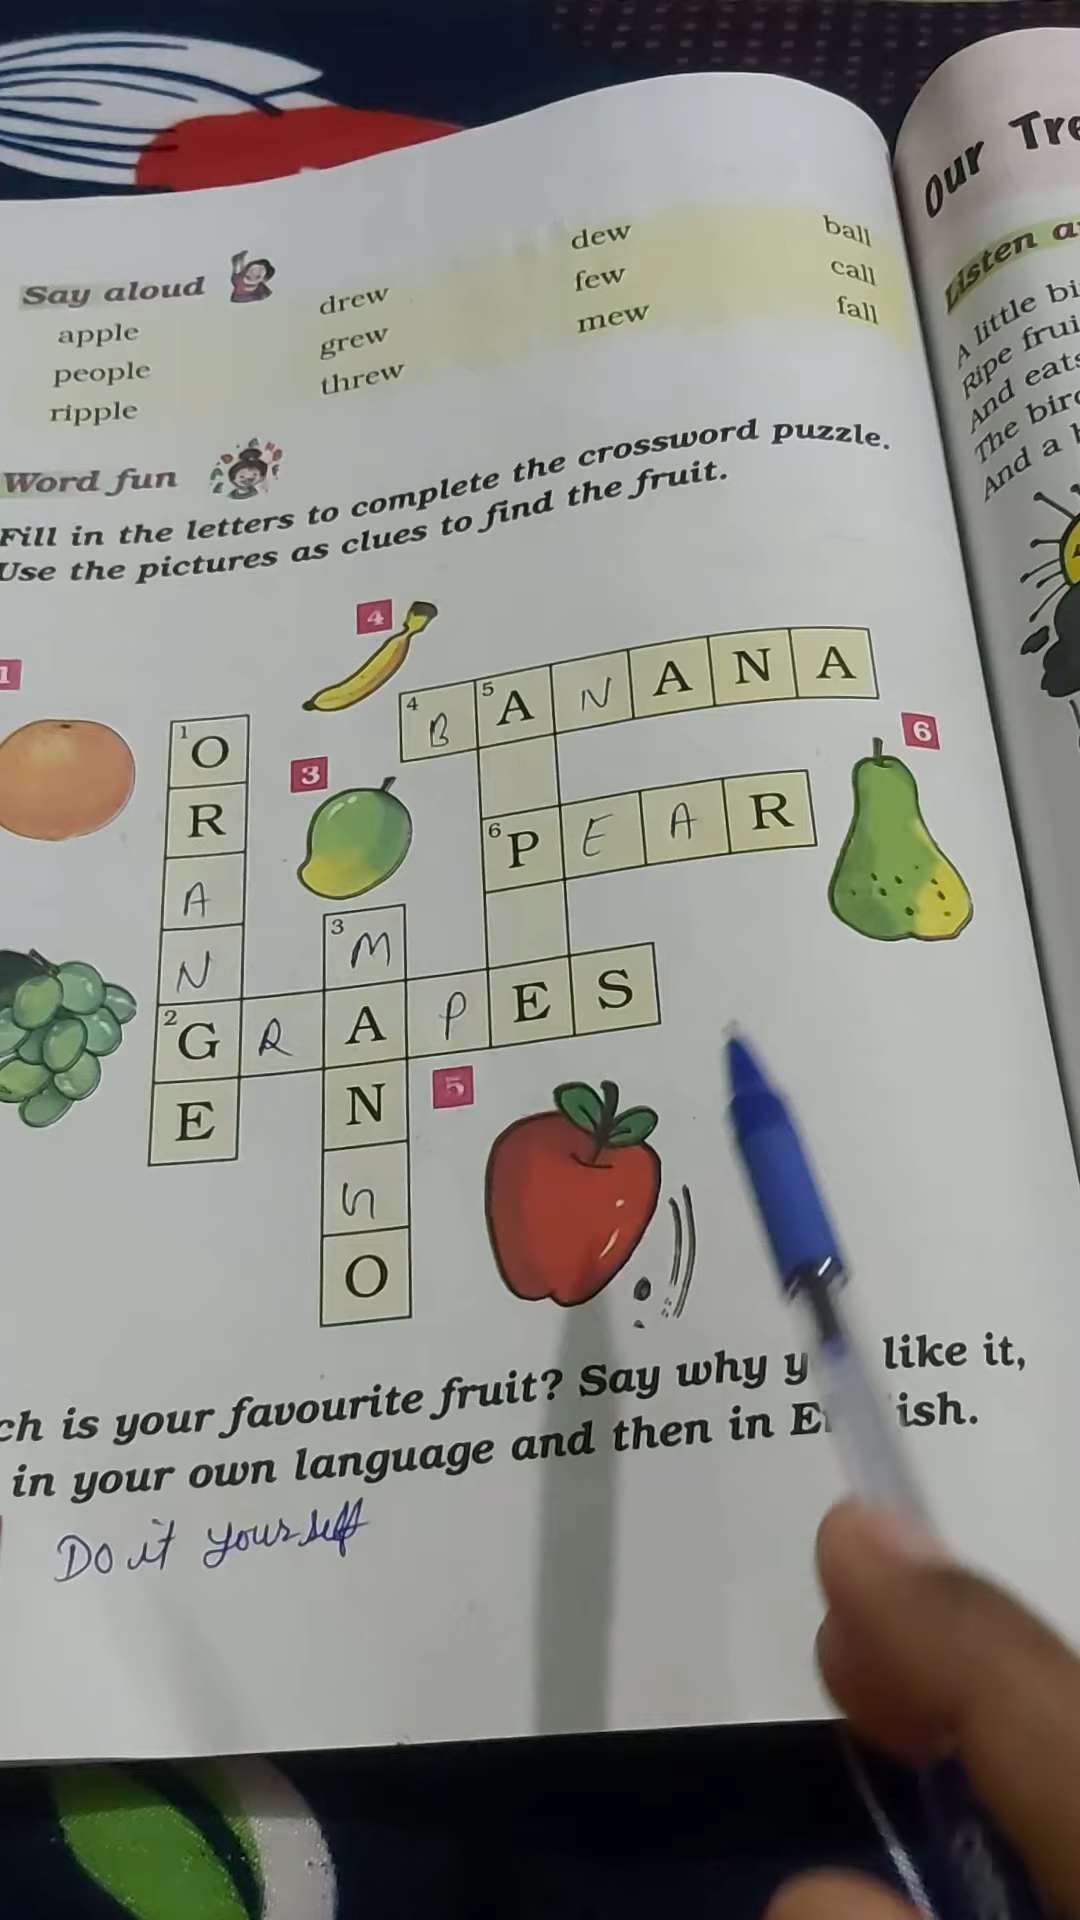 Our Tre
Listen a
A little bi
Ripe frui
And eats
The bird
And a
Say aloud
apple drew dew ball
people grew few call
ripple threw mew fall
Word fun
Fill in the letters to complete the crossword puzzle.
Use the pictures as clues to find the fruit.
1
4
4 B 5 A N A N A
6
1 O
3
R
6 P E A R
A
3 M
N
2 G R A P E S
E
N
5
G
O
ch is your favourite fruit? Say why y like it,
in your own language and then in E ish.
Do it yourself